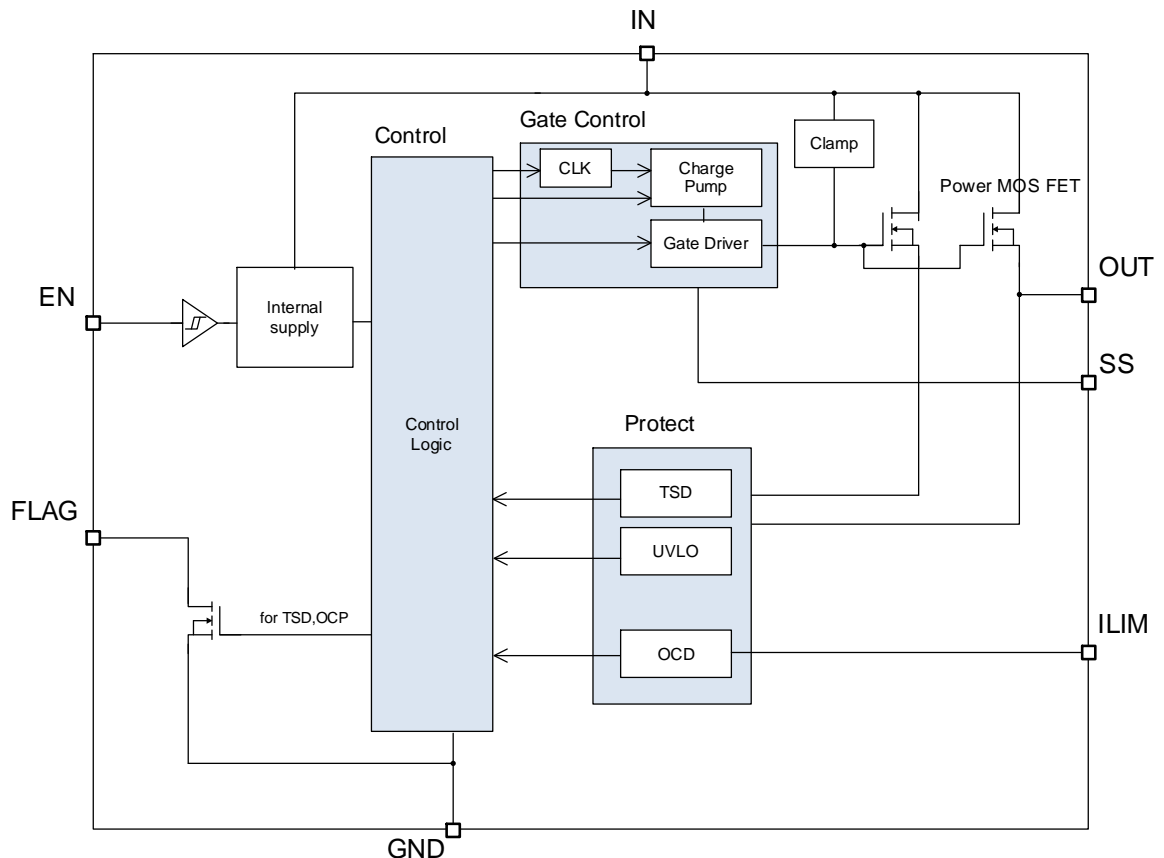 IN
Gate Control
Control
Clamp
CLK
Charge
Pump
Power MOS FET
Gate Driver
OUT
EN
Internal
supply
SS
Control
Logic
Protect
TSD
FLAG
UVLO
for TSD,OCP
ILIM
OCD
GND